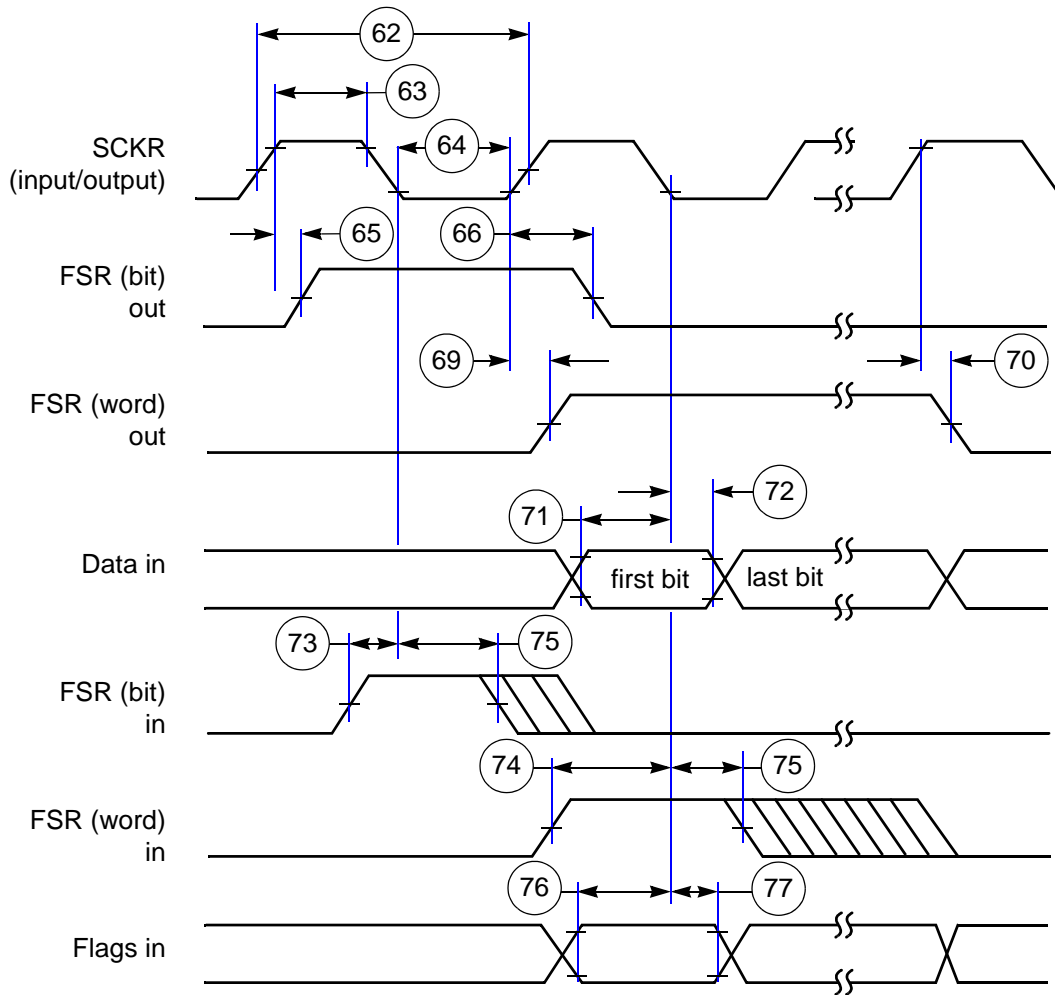 62
63
SCKR
(input/output)
64
65
66
FSR (bit)
out
69
70
FSR (word)
out
71
72
Data in
first bit
last bit
73
75
FSR (bit)
in
74
75
FSR (word)
in
76
77
Flags in